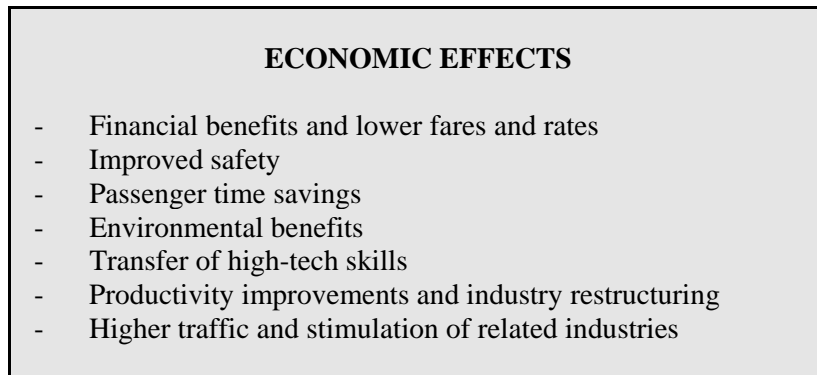 ECONOMIC EFFECTS
- Financial benefits and lower fares and rates
- Improved safety
- Passenger time savings
- Environmental benefits
- Transfer of high-tech skills
- Productivity improvements and industry restructuring
- Higher traffic and stimulation of related industries